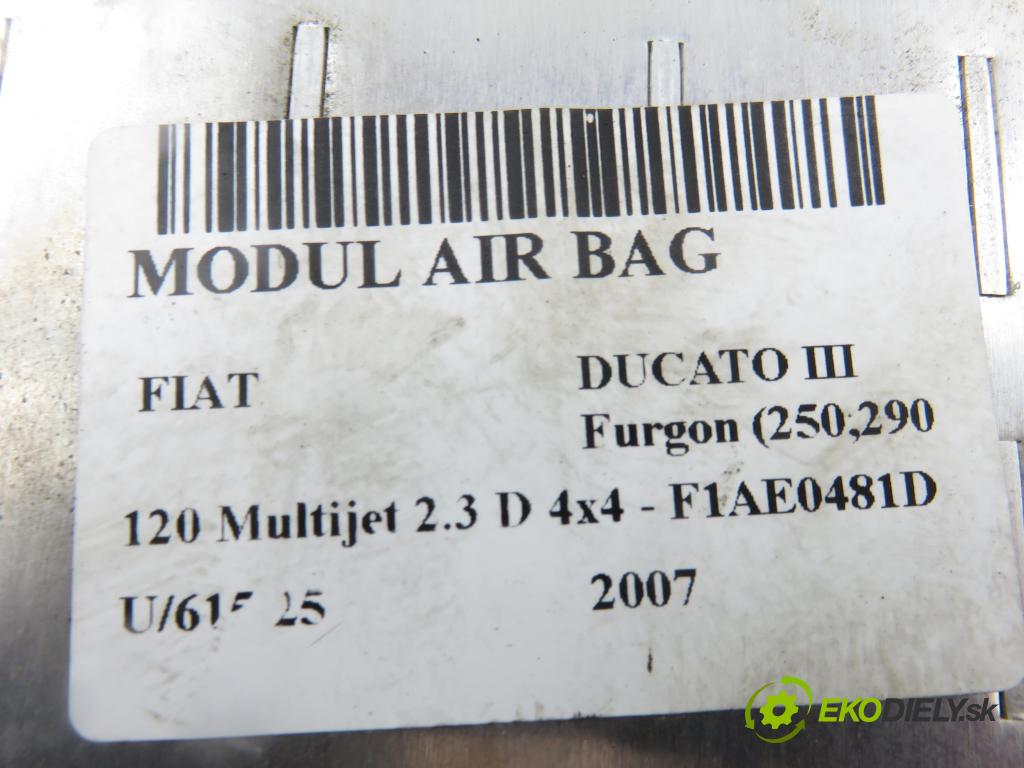 MODUL AIR BAG
FIAT
DUCATO III
Furgon (250;290
120 Multijet 2.3 D 4x4 - F1AE0481D
2007
EKODIELY.sk